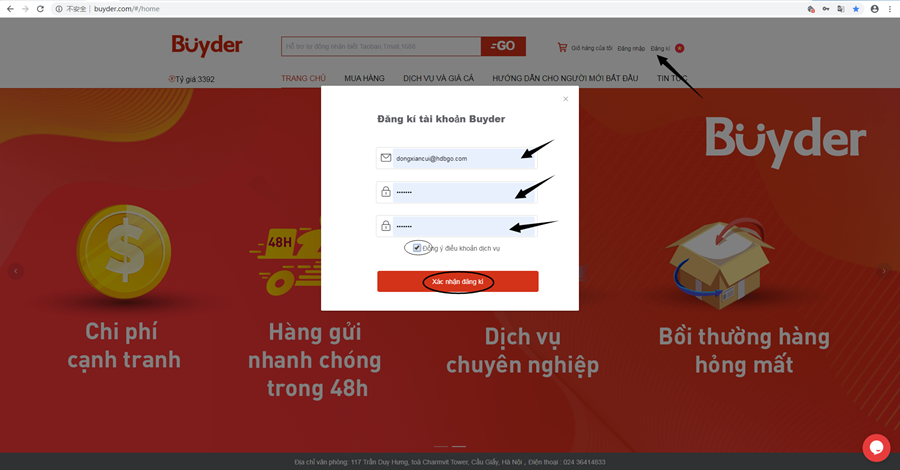 不安全 | buyder.com/#/home
Buyder
Hỗ trợ tự động nhận biết Taobao Tmall 1688
GO
Giỏ hàng của tôi Đăng nhập Đăng kí
Tỷ giá 3392
TRANG CHỦ MUA HÀNG DỊCH VỤ VÀ GIÁ CẢ HƯỚNG DẪN CHO NGƯỜI MỚI BẮT ĐẦU TIN TỨC
Đăng kí tài khoản Buyder
dongxiancui@hdbgo.com
•••••••
•••••••
Đồng ý điều khoản dịch vụ
Xác nhận đăng kí
Buyder
48H
Chi phí
cạnh tranh
Hàng gửi
nhanh chóng
trong 48h
Dịch vụ
chuyên nghiệp
Bồi thường hàng
hỏng mất
Địa chỉ văn phòng: 117 Trần Duy Hưng, toà Charmvit Tower, Cầu Giấy, Hà Nội , Điện thoại : 024 36414833